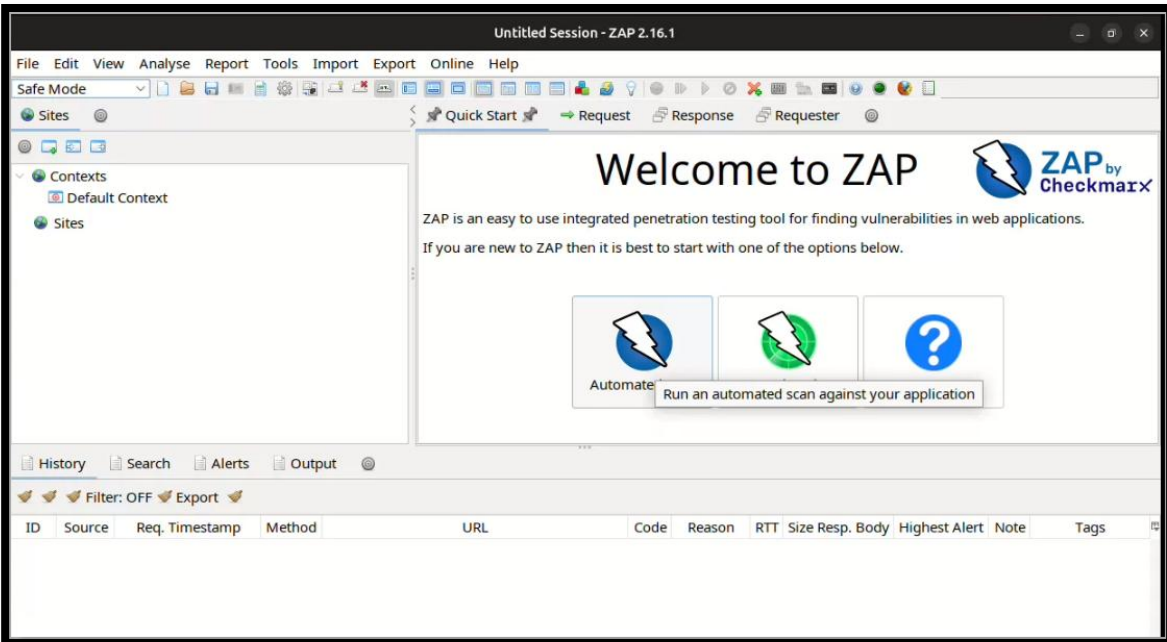 Untitled Session - ZAP 2.16.1
File Edit View Analyse Report Tools Import Export Online Help
Safe Mode
Sites
Quick Start
Request
Response
Requester
Contexts
Default Context
Sites
Welcome to ZAP
ZAP by
Checkmarx
ZAP is an easy to use integrated penetration testing tool for finding vulnerabilities in web applications.
If you are new to ZAP then it is best to start with one of the options below.
Run an automated scan against your application
History Search Alerts Output
Filter: OFF Export
ID Source Req. Timestamp Method URL Code Reason RTT Size Resp. Body Highest Alert Note Tags